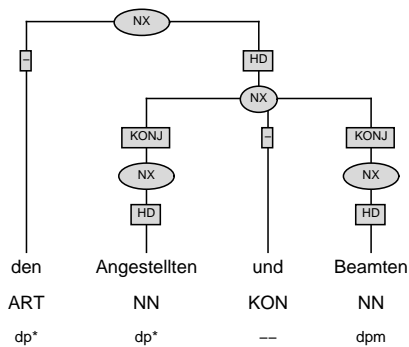 NX
– HD
NX
KONJ – KONJ
NX NX
HD HD
den Angestellten und Beamten
ART NN KON NN
dp* dp* –– dpm